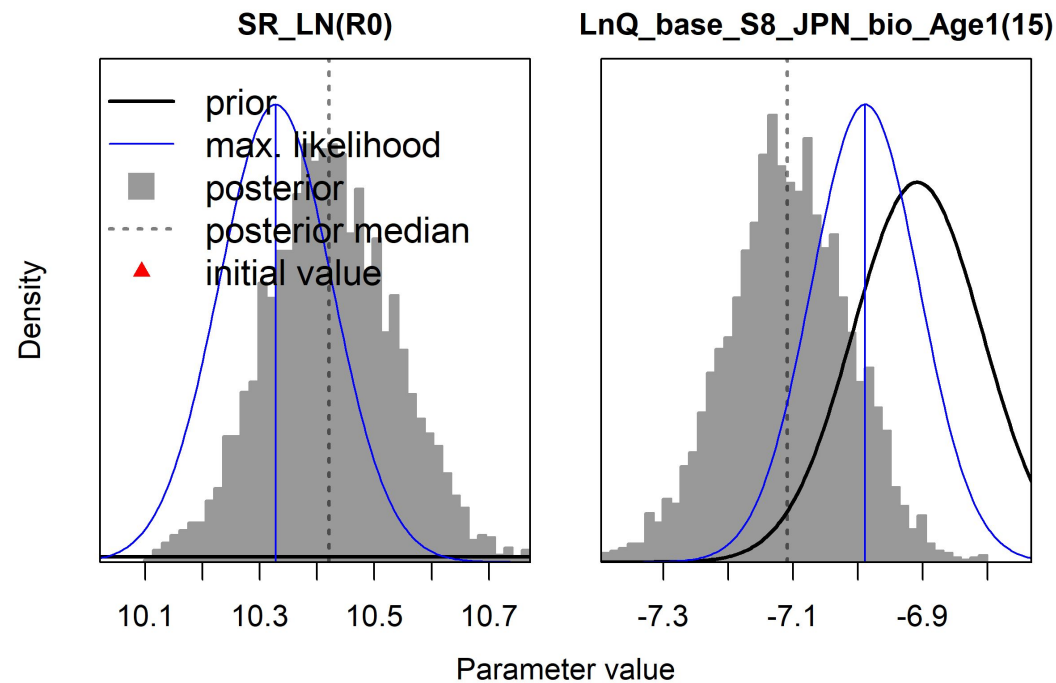 SR_LN(R0)
LnQ_base_S8_JPN_bio_Age1(15)
prior
max. likelihood
posterior
posterior median
initial value
Density
10.1 10.3 10.5 10.7
-7.3 -7.1 -6.9
Parameter value